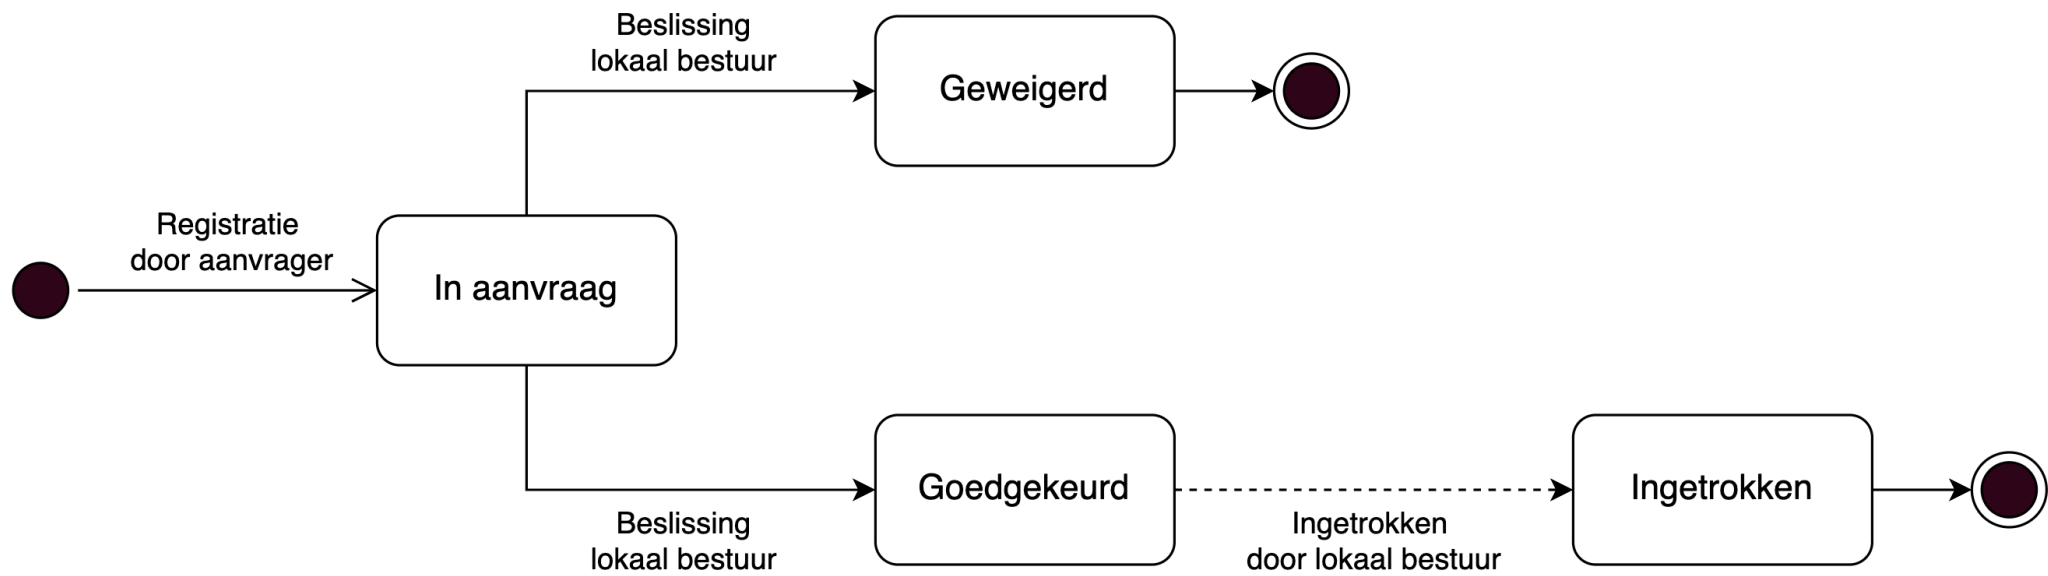 Beslissing
lokaal bestuur
Geweigerd
Registratie
door aanvrager
In aanvraag
Goedgekeurd
Beslissing
lokaal bestuur
Ingetrokken
door lokaal bestuur
Ingetrokken